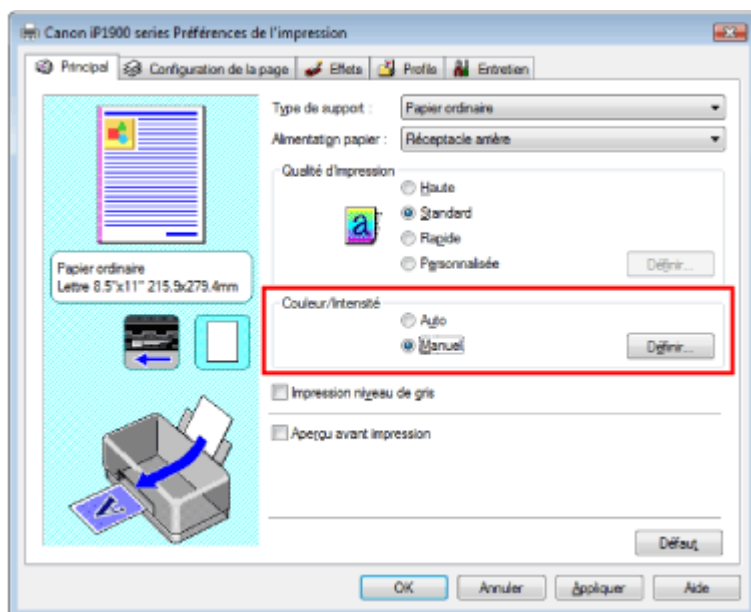 Canon iP1900 series Préférences de l'impression
Principal Configuration de la page Effets Profils Entretien
Type de support : Papier ordinaire
Alimentation papier : Réceptacle arrière
Qualité d'impression
Haute
Standard
Rapide
Personnalisée Définir...
Papier ordinaire
Lettre 8.5"x11" 215.9x279.4mm
Couleur/Intensité
Auto
Manuel Définir...
Impression niveau de gris
Aperçu avant impression
Défaut
OK Annuler Appliquer Aide